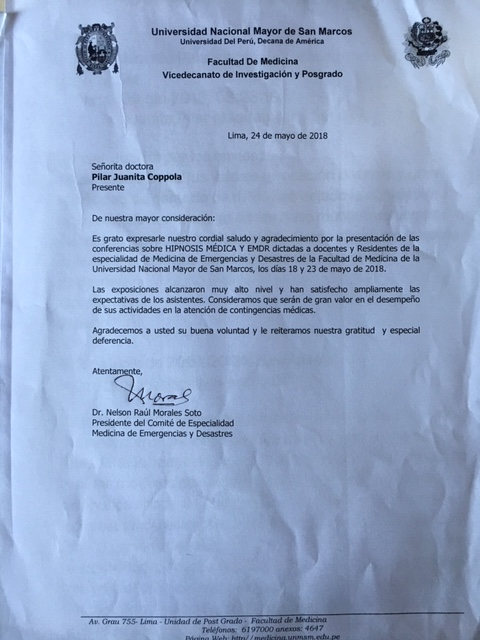 Universidad Nacional Mayor de San Marcos
Universidad Del Perú, Decana de América
Facultad De Medicina
Vicedecanato de Investigación y Posgrado
Lima, 24 de mayo de 2018
Señorita doctora
Pilar Juanita Coppola
Presente
De nuestra mayor consideración:
Es grato expresarle nuestro cordial saludo y agradecimiento por la presentación de las
conferencias sobre HIPNOSIS MÉDICA Y EMDR dictadas a docentes y Residentes de la
especialidad de Medicina de Emergencias y Desastres de la Facultad de Medicina de la
Universidad Nacional Mayor de San Marcos, los días 18 y 23 de mayo de 2018.
Las exposiciones alcanzaron muy alto nivel y han satisfecho ampliamente las
expectativas de los asistentes. Consideramos que serán de gran valor en el desempeño
de sus actividades en la atención de contingencias médicas.
Agradecemos a usted su buena voluntad y le reiteramos nuestra gratitud y especial
deferencia.
Atentamente,
Dr. Nelson Raúl Morales Soto
Presidente del Comité de Especialidad
Medicina de Emergencias y Desastres
Av. Grau 755- Lima - Unidad de Post Grado - Facultad de Medicina
Teléfonos: 6197000 anexos: 4647
Página Web: http//medicina.unmsm.edu.pe